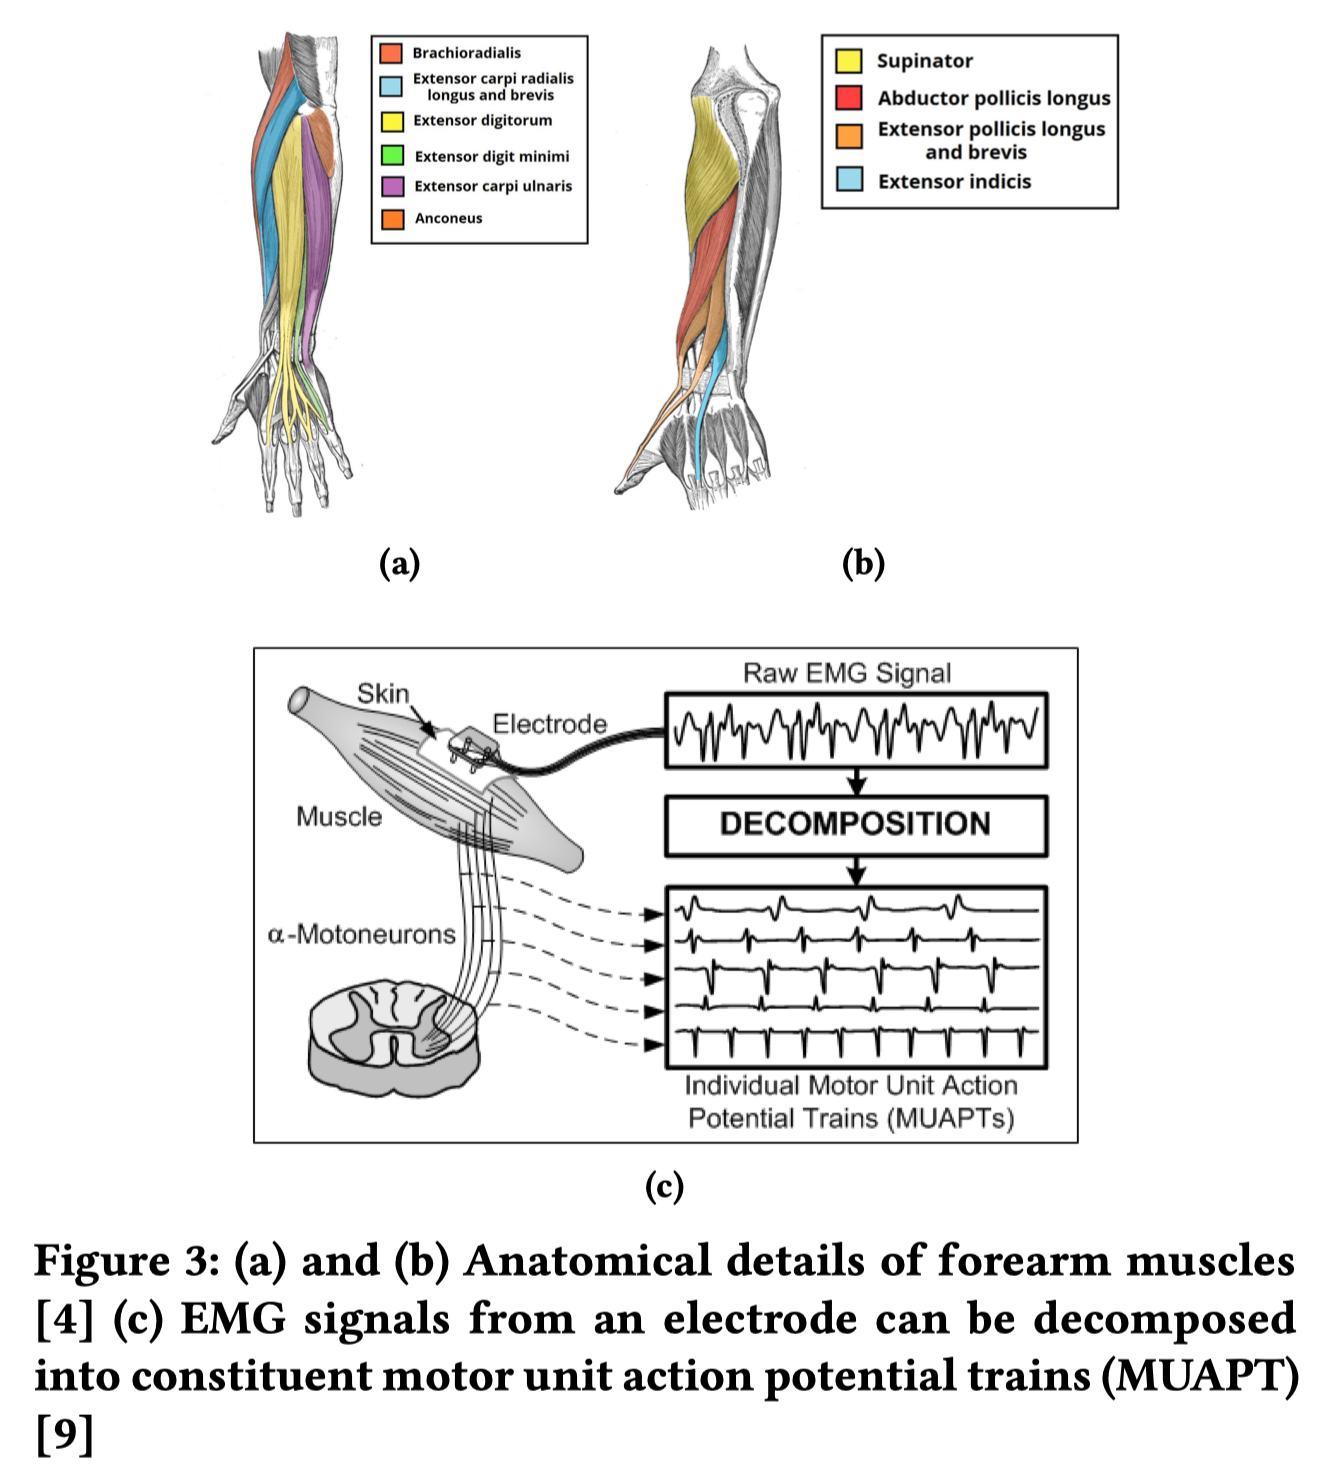 Brachioradialis
Extensor carpi radialis
longus and brevis
Extensor digitorum
Extensor digit minimi
Extensor carpi ulnaris
Anconeus
Supinator
Abductor pollicis longus
Extensor pollicis longus
and brevis
Extensor indicis
(a)
(b)
Skin
Electrode
Muscle
α-Motoneurons
Raw EMG Signal
DECOMPOSITION
Individual Motor Unit Action
Potential Trains (MUAPTs)
(c)
Figure 3: (a) and (b) Anatomical details of forearm muscles
[4] (c) EMG signals from an electrode can be decomposed
into constituent motor unit action potential trains (MUAPT)
[9]